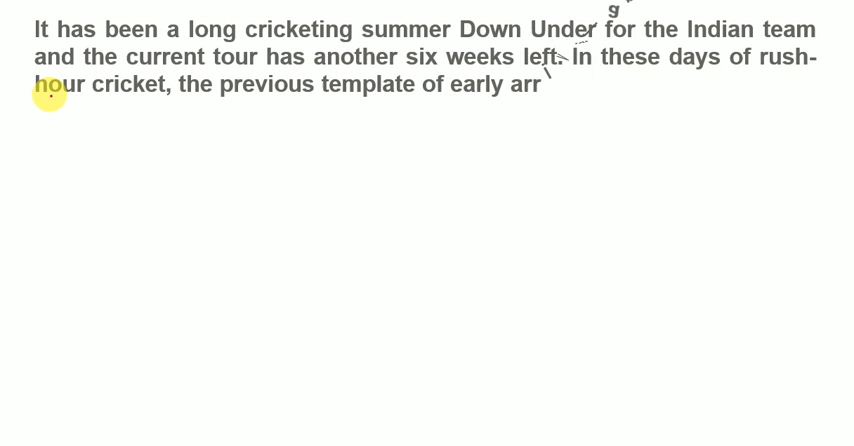 It has been a long cricketing summer Down Under for the Indian team
and the current tour has another six weeks left. In these days of rush-
hour cricket, the previous template of early arr